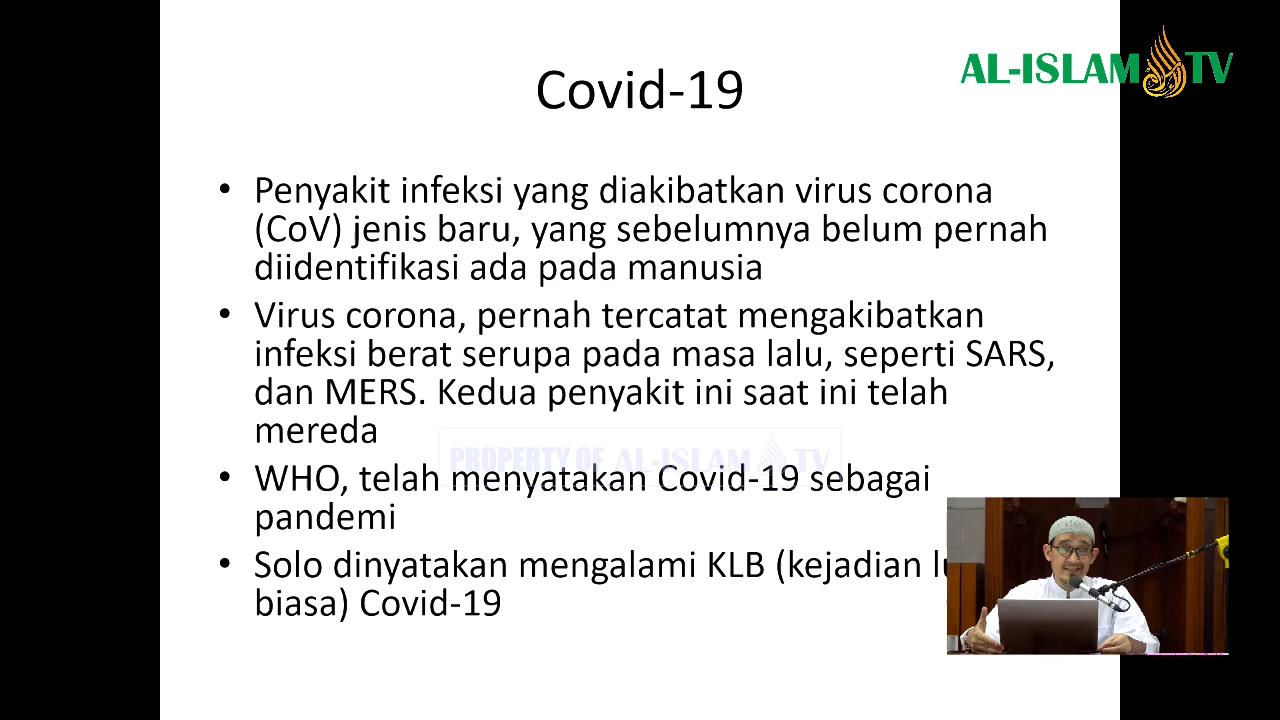 AL-ISLAM TV
Covid-19
• Penyakit infeksi yang diakibatkan virus corona
(CoV) jenis baru, yang sebelumnya belum pernah
diidentifikasi ada pada manusia
• Virus corona, pernah tercatat mengakibatkan
infeksi berat serupa pada masa lalu, seperti SARS,
dan MERS. Kedua penyakit ini saat ini telah
mereda
PROPERTY OF AL-ISLAM TV
• WHO, telah menyatakan Covid-19 sebagai
pandemi
• Solo dinyatakan mengalami KLB (kejadian
biasa) Covid-19